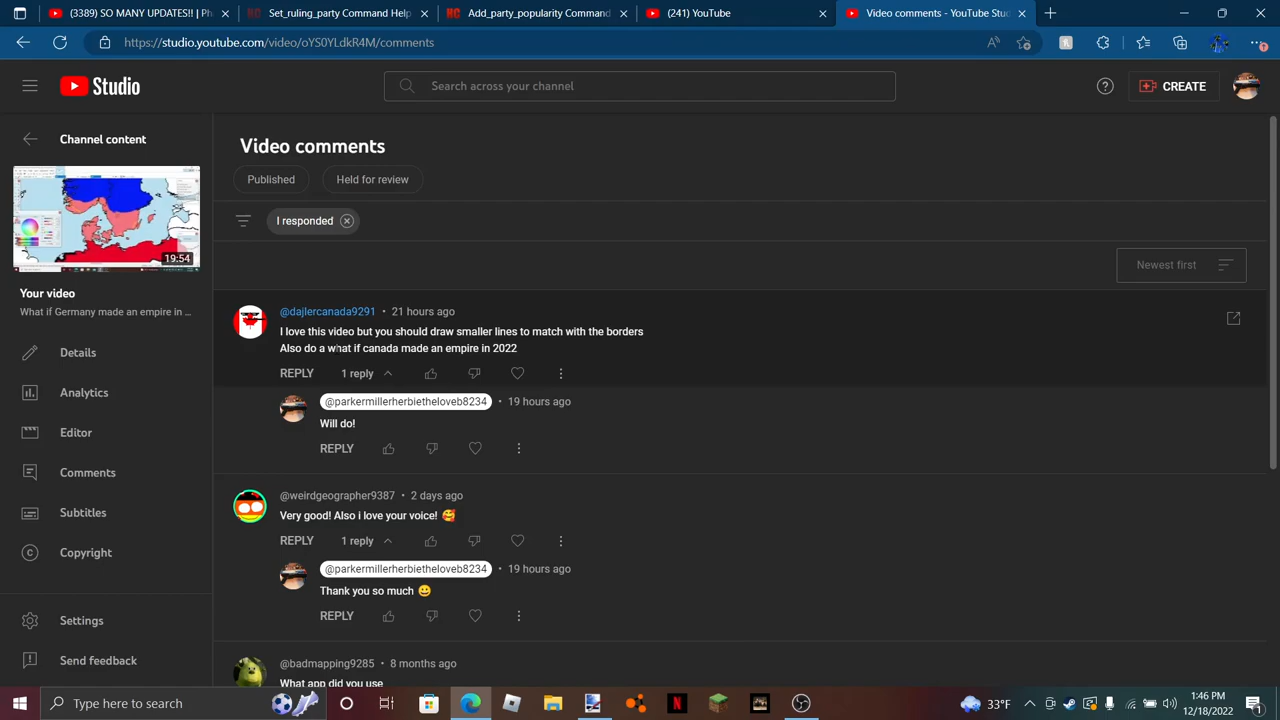 (3389) SO MANY UPDATES!! | Ph
Set_ruling_party Command Help
Add_party_popularity Command
(241) YouTube
Video comments - YouTube Stud
https://studio.youtube.com/video/oYS0YLdkR4M/comments
Studio
Search across your channel
CREATE
Channel content
19:54
Your video
What if Germany made an empire in ...
Details
Analytics
Editor
Comments
Subtitles
Copyright
Settings
Send feedback
Video comments
Published
Held for review
I responded
Newest first
@dajlercanada9291 • 21 hours ago
I love this video but you should draw smaller lines to match with the borders
Also do a what if canada made an empire in 2022
REPLY 1 reply
@parkermillerherbietheloveb8234 • 19 hours ago
Will do!
REPLY
@weirdgeographer9387 • 2 days ago
Very good! Also i love your voice! 🥰
REPLY 1 reply
@parkermillerherbietheloveb8234 • 19 hours ago
Thank you so much 😀
REPLY
@badmapping9285 • 8 months ago
What app did you use
Type here to search
33°F
1:46 PM
12/18/2022